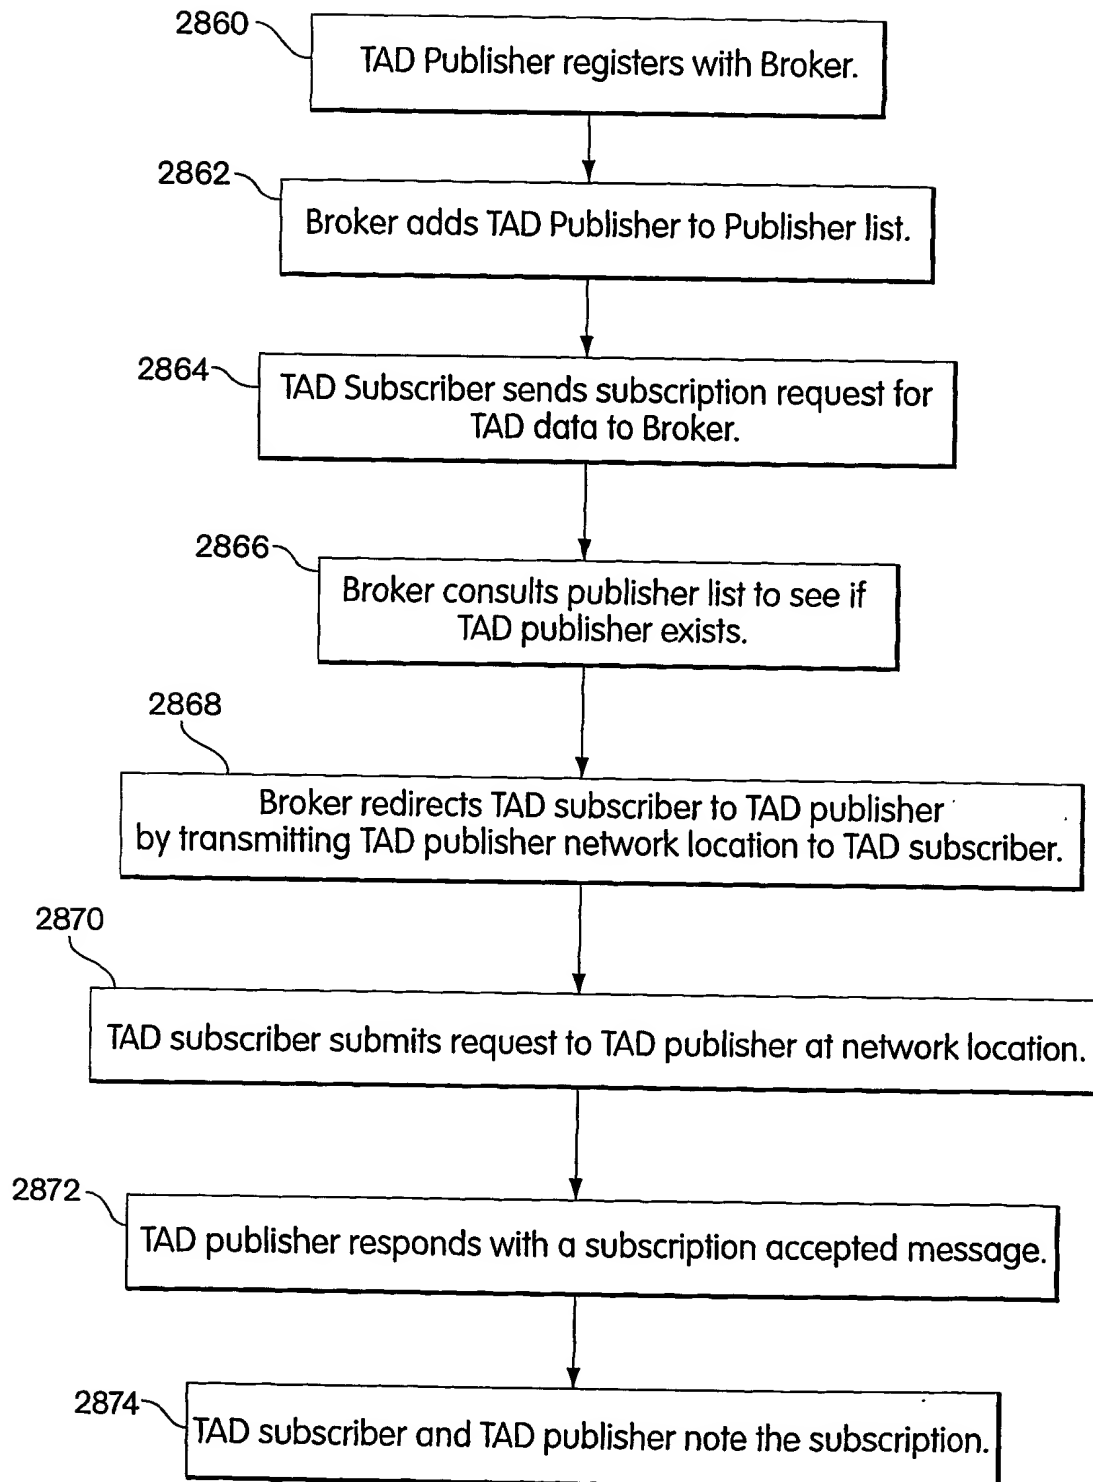 2860
TAD Publisher registers with Broker.
2862
Broker adds TAD Publisher to Publisher list.
2864
TAD Subscriber sends subscription request for
TAD data to Broker.
2866
Broker consults publisher list to see if
TAD publisher exists.
2868
Broker redirects TAD subscriber to TAD publisher
by transmitting TAD publisher network location to TAD subscriber.
2870
TAD subscriber submits request to TAD publisher at network location.
2872
TAD publisher responds with a subscription accepted message.
2874
TAD subscriber and TAD publisher note the subscription.